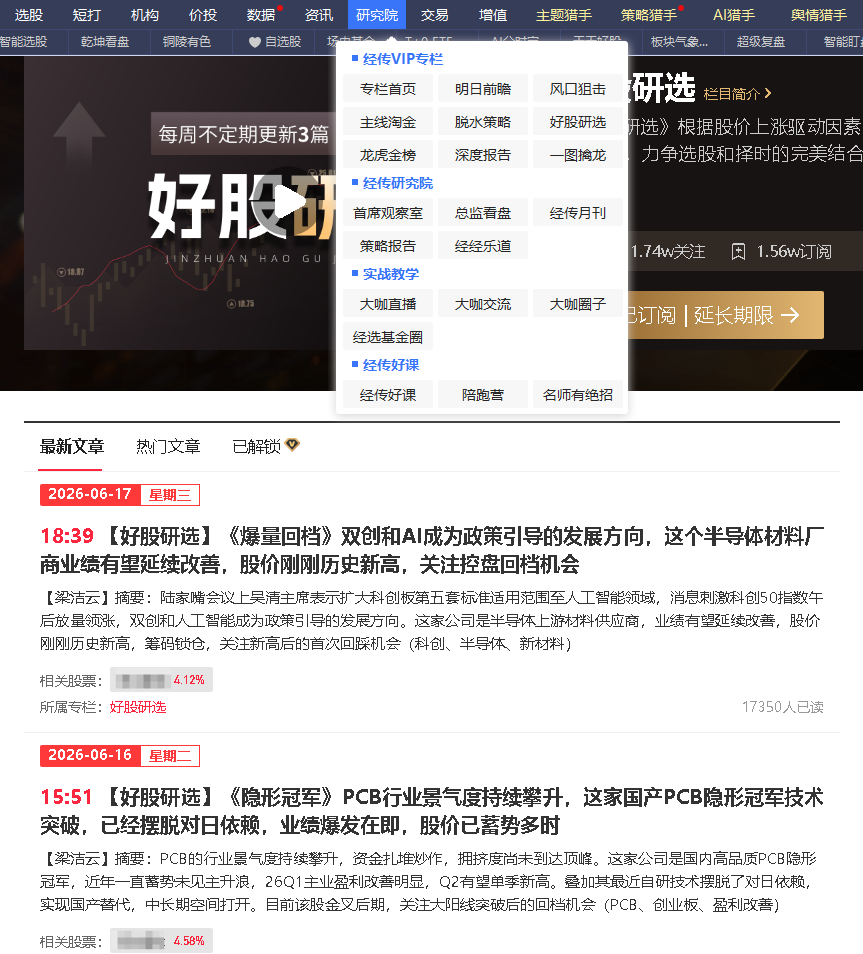 选股 短打 机构 价投 数据 资讯 研究院 交易 增值 主题猎手 策略猎手 AI猎手 舆情猎手
智能选股 乾坤看盘 铜陵有色 自选股 板块气象... 超级复盘 智能盯
经传VIP专栏
专栏首页 明日前瞻 风口狙击
主线淘金 脱水策略 好股研选
龙虎金榜 深度报告 一图擒龙
经传研究院
首席观察室 总监看盘 经传月刊
策略报告 经经乐道
实战教学
大咖直播 大咖交流 大咖圈子
经选基金圈
经传好课
经传好课 陪跑营 名师有绝招
每周不定期更新3篇
好股研
JINZHUAN HAO GU J
18.87
18.75
股研选 栏目简介
研选》根据股价上涨驱动因素
力争选股和择时的完美结合
1.74w关注 1.56w订阅
已订阅 | 延长期限
最新文章 热门文章 已解锁
2026-06-17 星期三
18:39 【好股研选】《爆量回档》双创和AI成为政策引导的发展方向，这个半导体材料厂
商业绩有望延续改善，股价刚刚历史新高，关注控盘回档机会
【梁洁云】摘要：陆家嘴会议上吴清主席表示扩大科创板第五套标准适用范围至人工智能领域，消息刺激科创50指数午
后放量领涨，双创和人工智能成为政策引导的发展方向。这家公司是半导体上游材料供应商，业绩有望延续改善，股价
刚刚历史新高，筹码锁仓，关注新高后的首次回踩机会（科创、半导体、新材料）
相关股票： 4.12%
所属专栏：好股研选 17350人已读
2026-06-16 星期二
15:51 【好股研选】《隐形冠军》PCB行业景气度持续攀升，这家国产PCB隐形冠军技术
突破，已经摆脱对日依赖，业绩爆发在即，股价已蓄势多时
【梁洁云】摘要：PCB的行业景气度持续攀升，资金扎堆炒作，拥挤度尚未到达顶峰。这家公司是国内高品质PCB隐形
冠军，近年一直蓄势未见主升浪，26Q1主业盈利改善明显，Q2有望单季新高。叠加其最近自研技术摆脱了对日依赖，
实现国产替代，中长期空间打开。目前该股金叉后期，关注大阳线突破后的回档机会（PCB、创业板、盈利改善）
相关股票： 4.58%